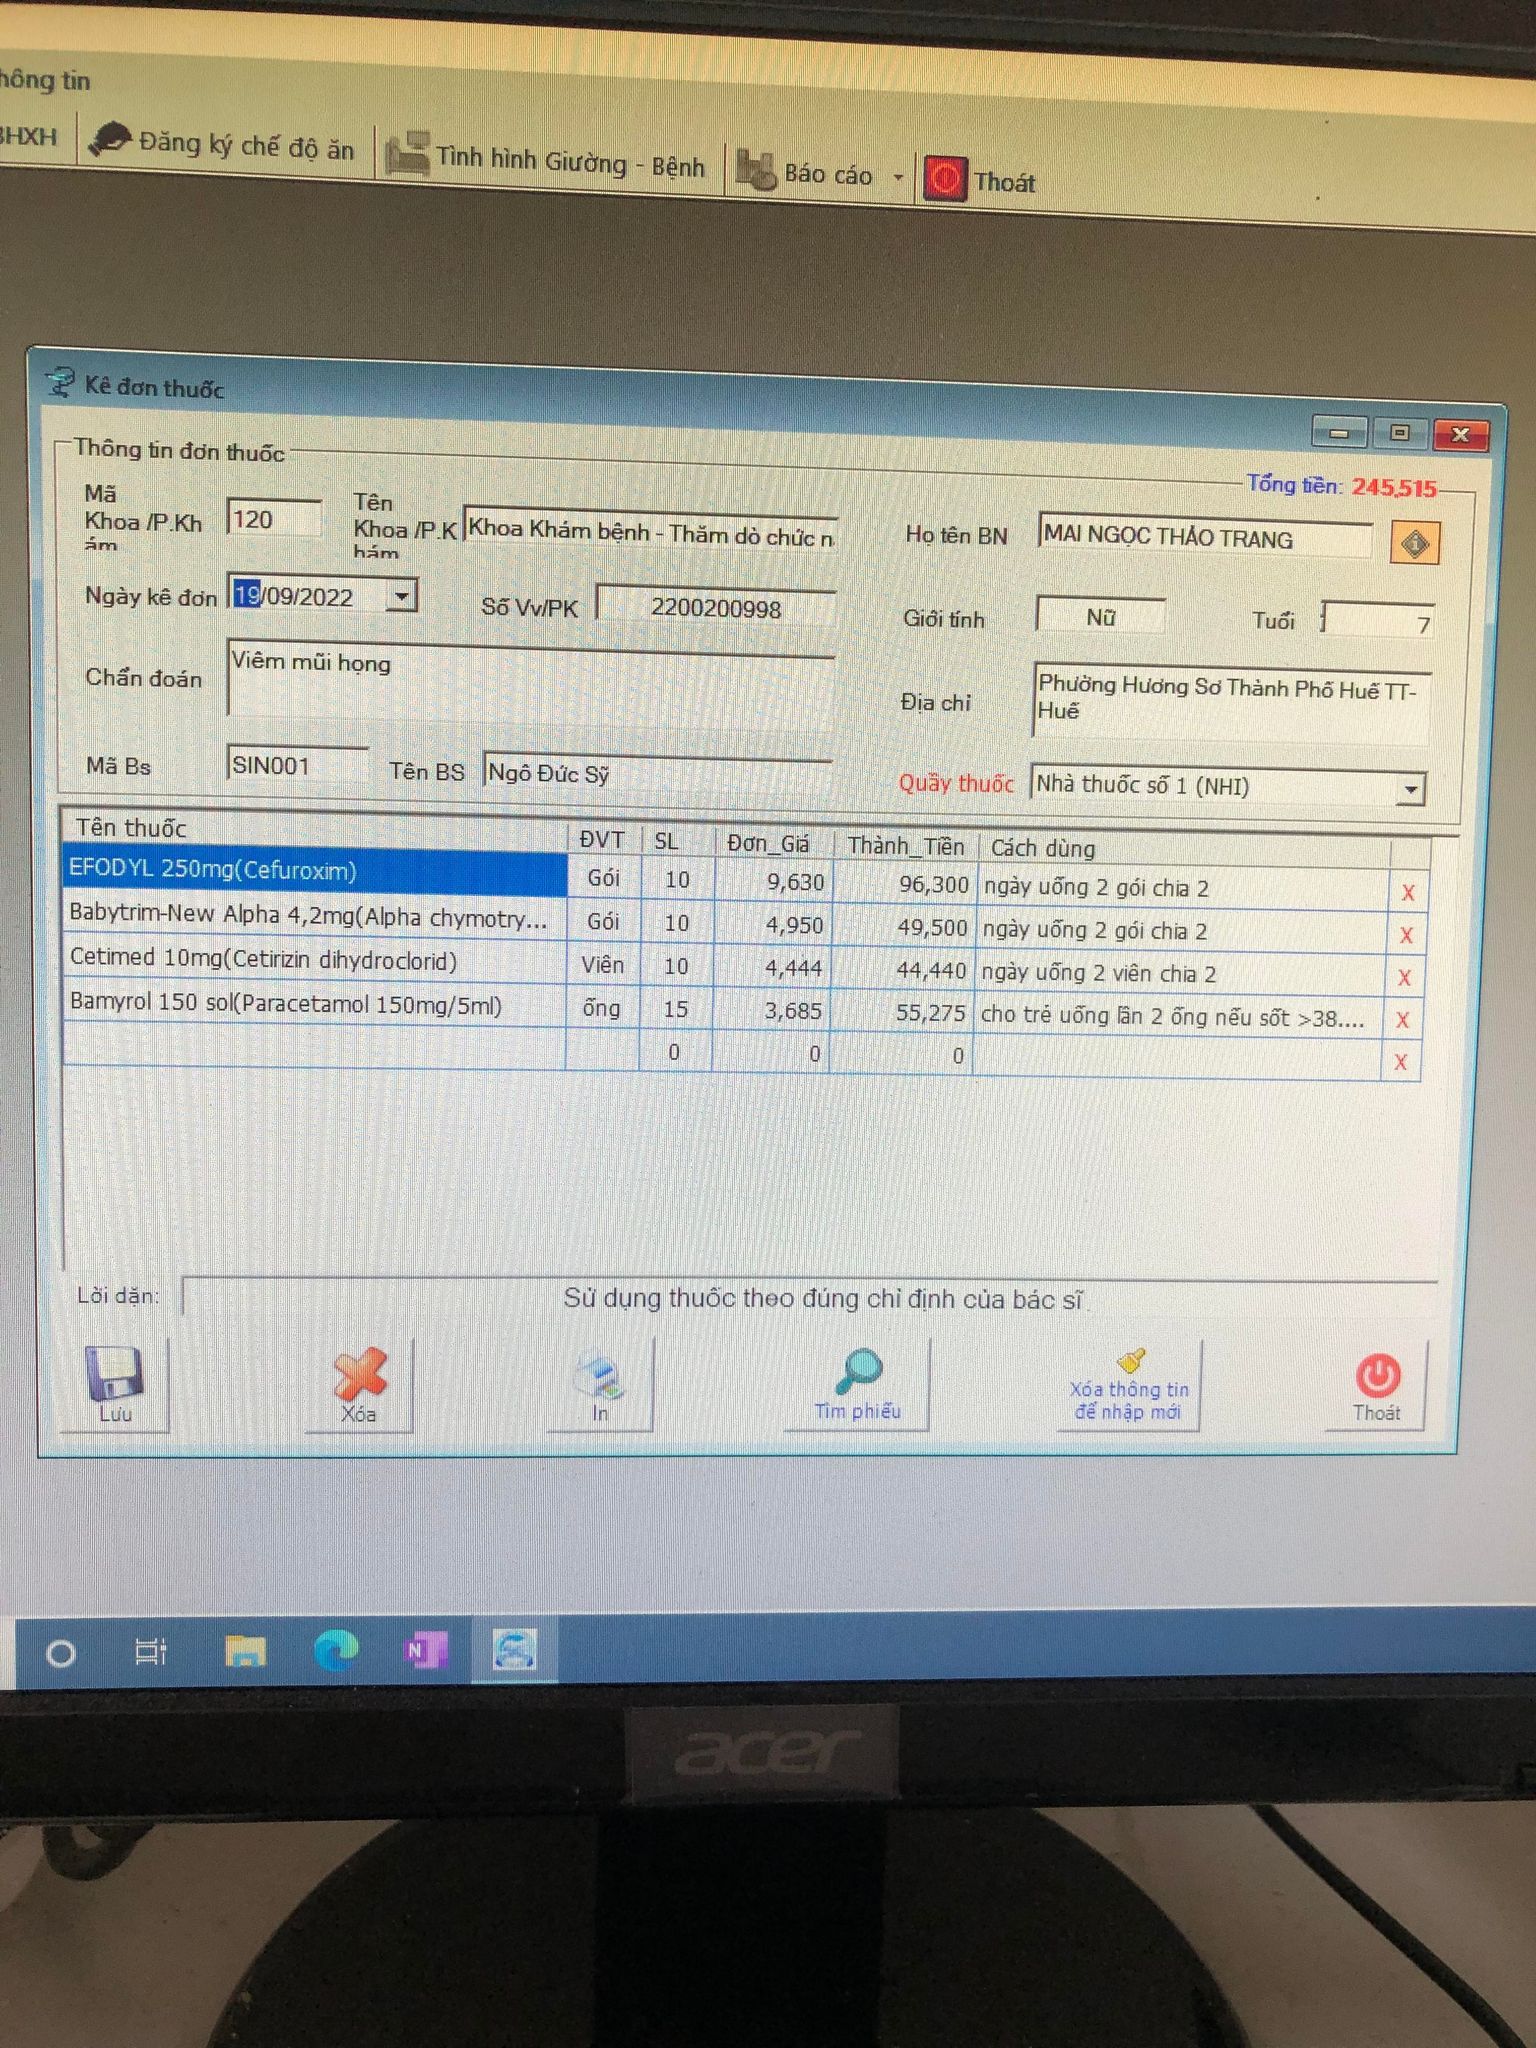 hông tin
BHXH Đăng ký chế độ ăn Tình hình Giường - Bệnh Báo cáo Thoát
Kê đơn thuốc
Thông tin đơn thuốc
Tổng tiền: 245,515
Mã Khoa /P.Kh ám 120 Tên Khoa /P.K hám Khoa Khám bệnh - Thăm dò chức n Họ tên BN MAI NGỌC THẢO TRANG
Ngày kê đơn 19/09/2022 Số Vv/PK 2200200998 Giới tính Nữ Tuổi 7
Chẩn đoán Viêm mũi họng Địa chỉ Phường Hương Sơ Thành Phố Huế TT-
Huế
Mã Bs SIN001 Tên BS Ngô Đức Sỹ Quầy thuốc Nhà thuốc số 1 (NHI)
Tên thuốc ĐVT SL Đơn_Giá Thành_Tiền Cách dùng
EFODYL 250mg(Cefuroxim) Gói 10 9,630 96,300 ngày uống 2 gói chia 2 X
Babytrim-New Alpha 4,2mg(Alpha chymotry... Gói 10 4,950 49,500 ngày uống 2 gói chia 2 X
Cetimed 10mg(Cetirizin dihydroclorid) Viên 10 4,444 44,440 ngày uống 2 viên chia 2 X
Bamyrol 150 sol(Paracetamol 150mg/5ml) ống 15 3,685 55,275 cho trẻ uống lần 2 ống nếu sốt >38.... X
0 0 0 X
Lời dặn: Sử dụng thuốc theo đúng chỉ định của bác sĩ
Lưu Xóa In Tìm phiếu Xóa thông tin
để nhập mới Thoát
N
acer